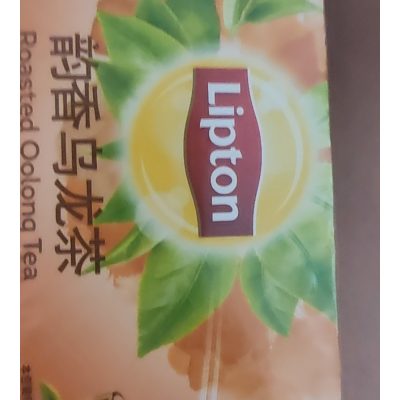 Lipton
韵香乌龙茶
Roasted Oolong Tea